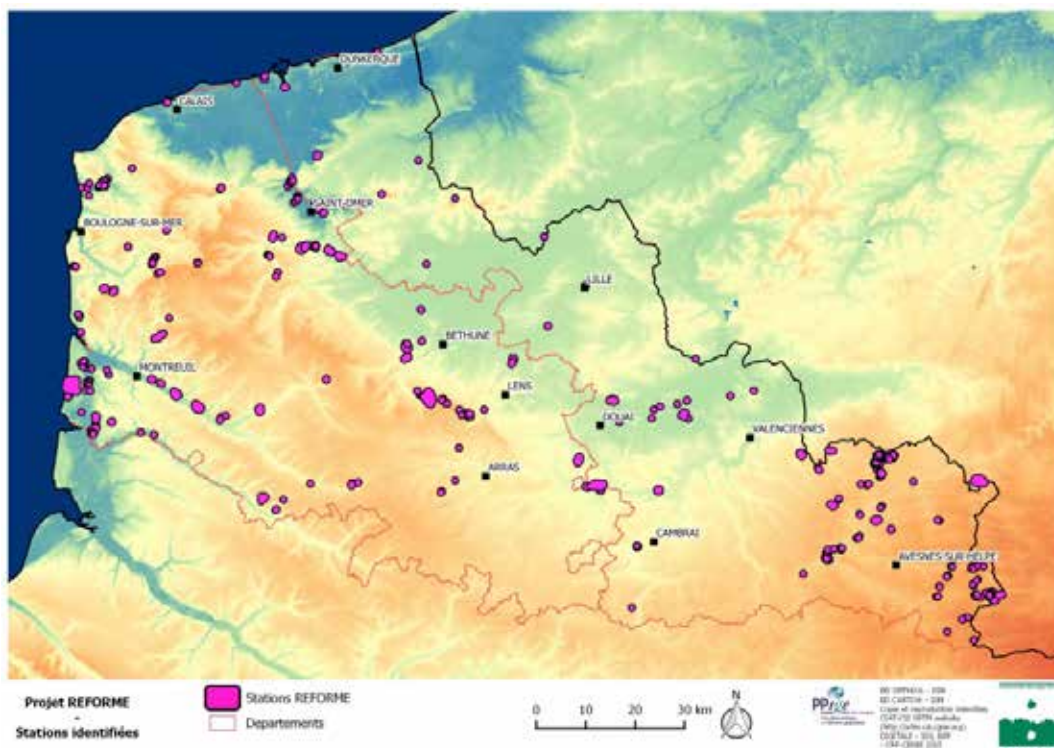 DUNKERQUE
CALAIS
SAINT-OMER
BOULOGNE-SUR-MER
LILLE
BETHUNE
MONTREUIL
LENS
DOUAI
VALENCIENNES
ARRAS
CAMBRAI
AVESNES-SUR-HELPE
Projet REFORME
-
Stations identifiées
Stations REFORME
Departements
0 10 20 30 km
N